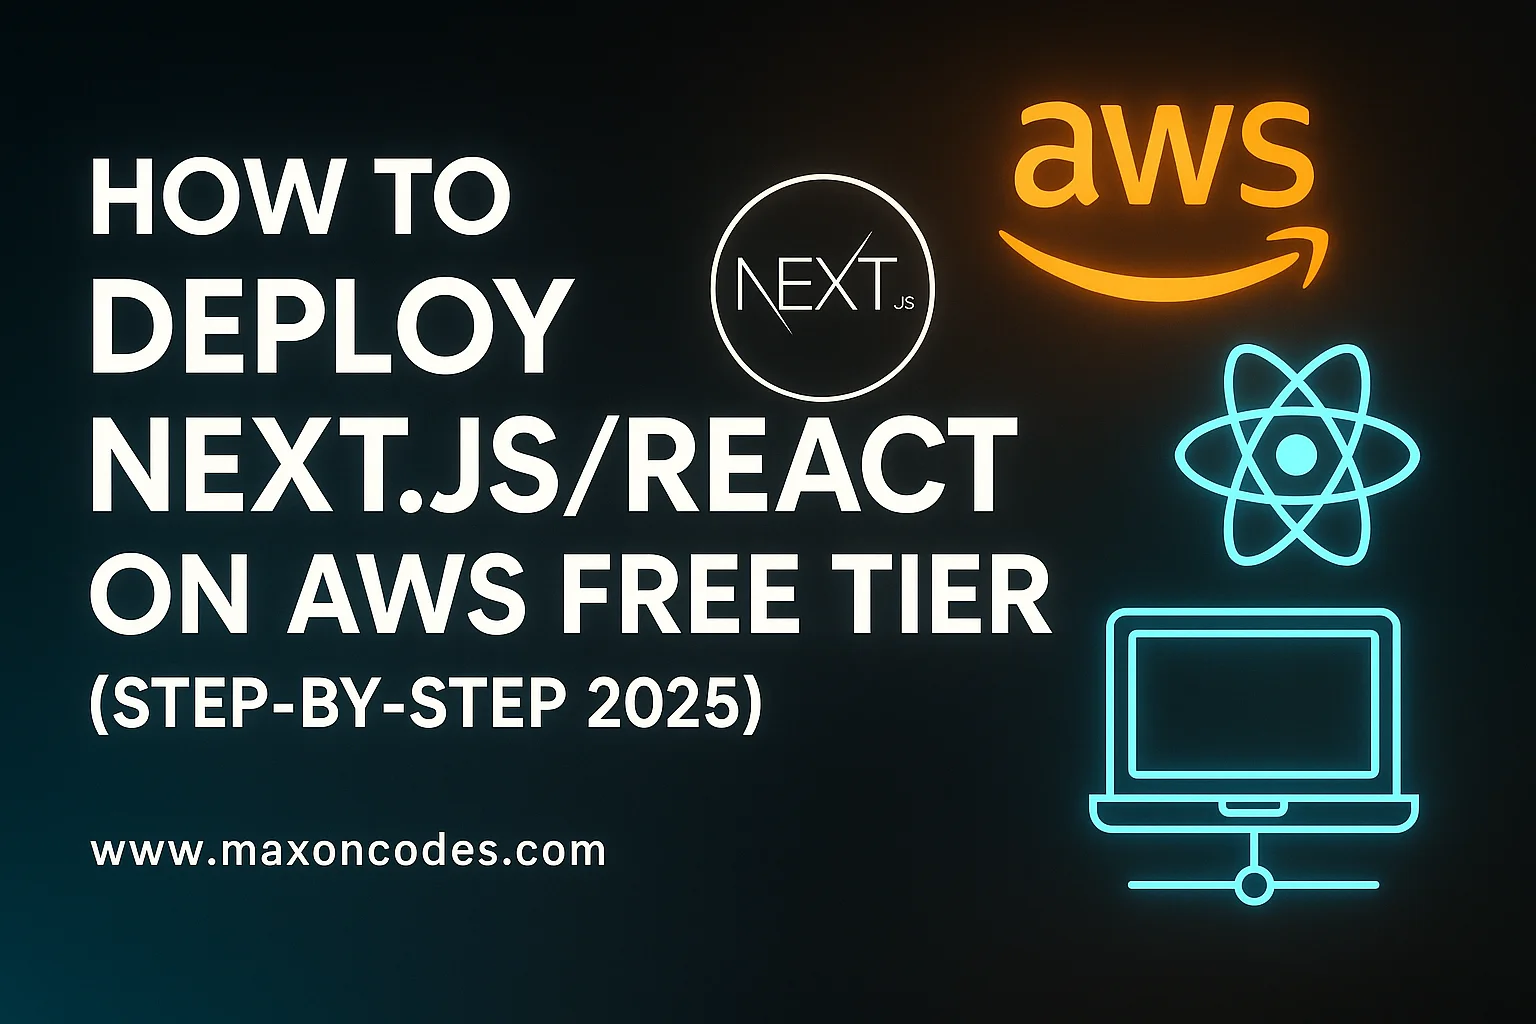 HOW TO
DEPLOY
NEXT.JS/REACT
ON AWS FREE TIER
(STEP-BY-STEP 2025)
www.maxoncodes.com
NEXT.JS
aws